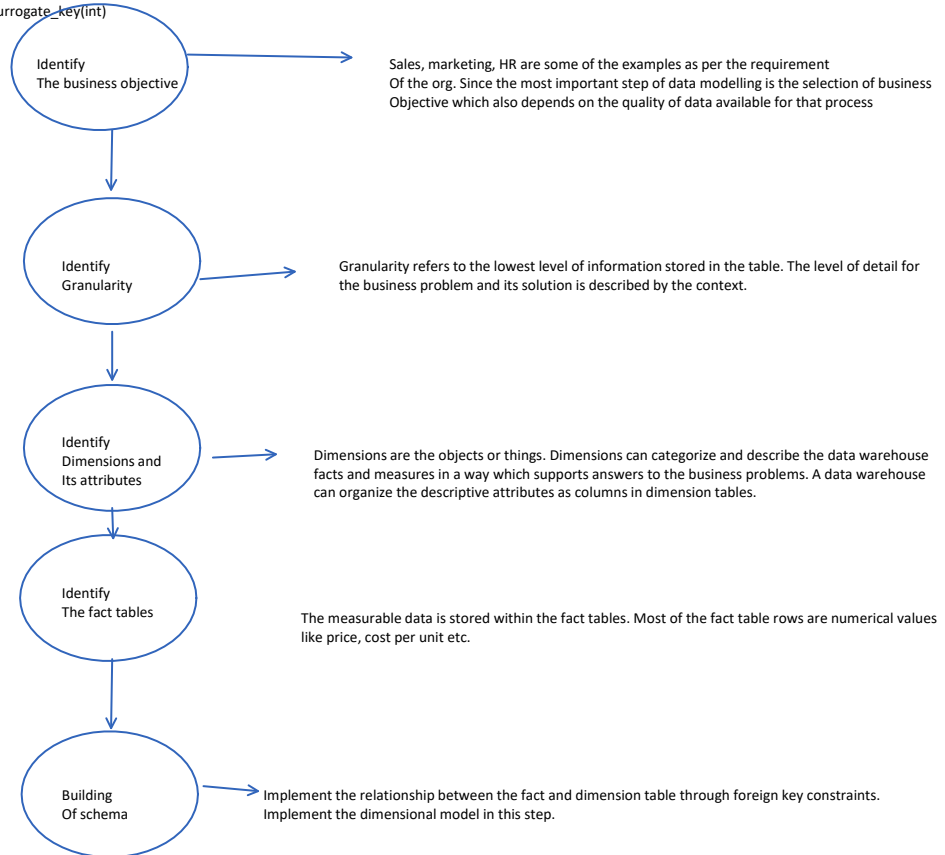 urrogate_key(int)
Identify
The business objective
Sales, marketing, HR are some of the examples as per the requirement
Of the org. Since the most important step of data modelling is the selection of business
Objective which also depends on the quality of data available for that process
Identify
Granularity
Granularity refers to the lowest level of information stored in the table. The level of detail for
the business problem and its solution is described by the context.
Identify
Dimensions and
Its attributes
Dimensions are the objects or things. Dimensions can categorize and describe the data warehouse
facts and measures in a way which supports answers to the business problems. A data warehouse
can organize the descriptive attributes as columns in dimension tables.
Identify
The fact tables
The measurable data is stored within the fact tables. Most of the fact table rows are numerical values
like price, cost per unit etc.
Building
Of schema
Implement the relationship between the fact and dimension table through foreign key constraints.
Implement the dimensional model in this step.